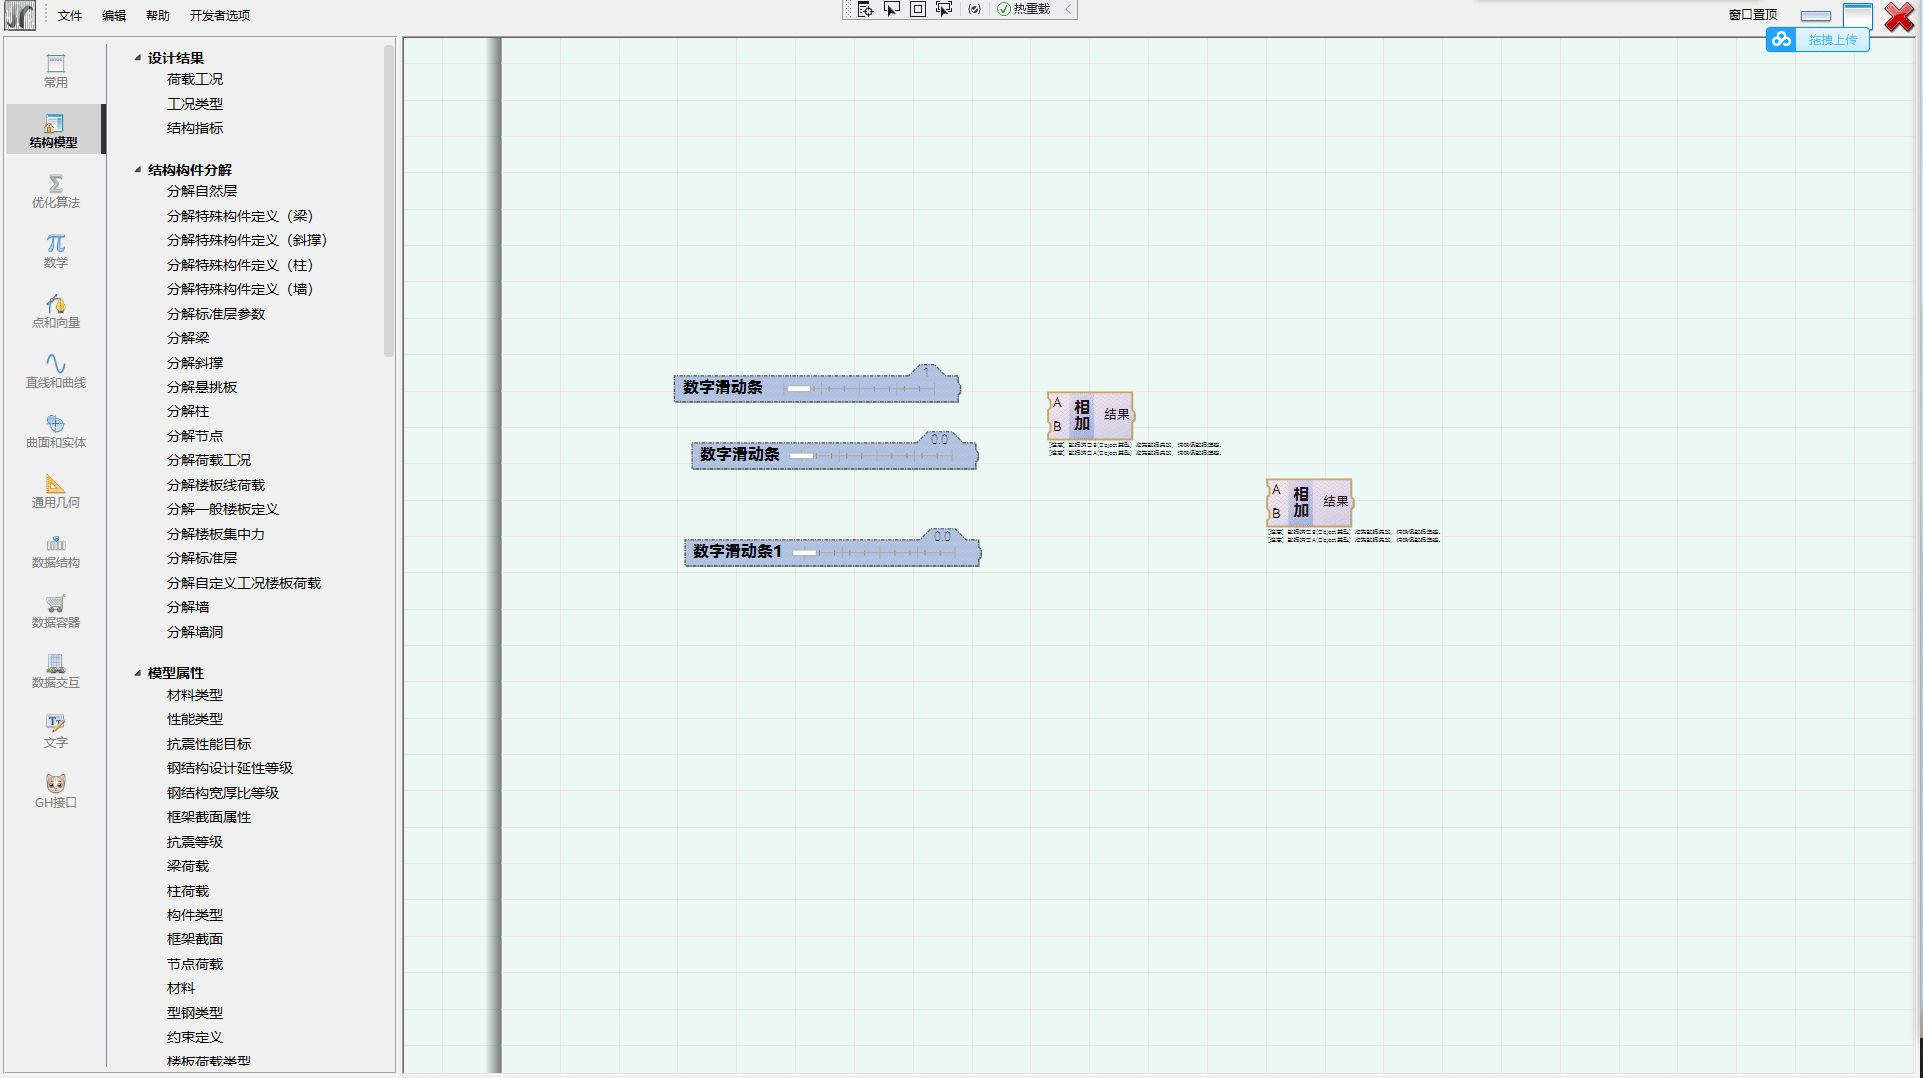 文件 编辑 帮助 开发者选项
热重载
窗口置顶
拖拽上传
常用
结构模型
优化算法
数学
点和向量
直线和曲线
曲面和实体
通用几何
数据结构
数据容器
数据交互
文字
GH接口
设计结果
荷载工况
工况类型
结构指标
结构构件分解
分解自然层
分解特殊构件定义（梁）
分解特殊构件定义（斜撑）
分解特殊构件定义（柱）
分解特殊构件定义（墙）
分解标准层参数
分解梁
分解斜撑
分解悬挑板
分解柱
分解节点
分解荷载工况
分解楼板线荷载
分解一般楼板定义
分解楼板集中力
分解标准层
分解自定义工况楼板荷载
分解墙
分解墙洞
模型属性
材料类型
性能类型
抗震性能目标
钢结构设计延性等级
钢结构宽厚比等级
框架截面属性
抗震等级
梁荷载
柱荷载
构件类型
框架截面
节点荷载
材料
型钢类型
约束定义
楼板荷载类型
1
数字滑动条
0.0
数字滑动条
0.0
数字滑动条1
A
B
相加
结果
A
B
相加
结果